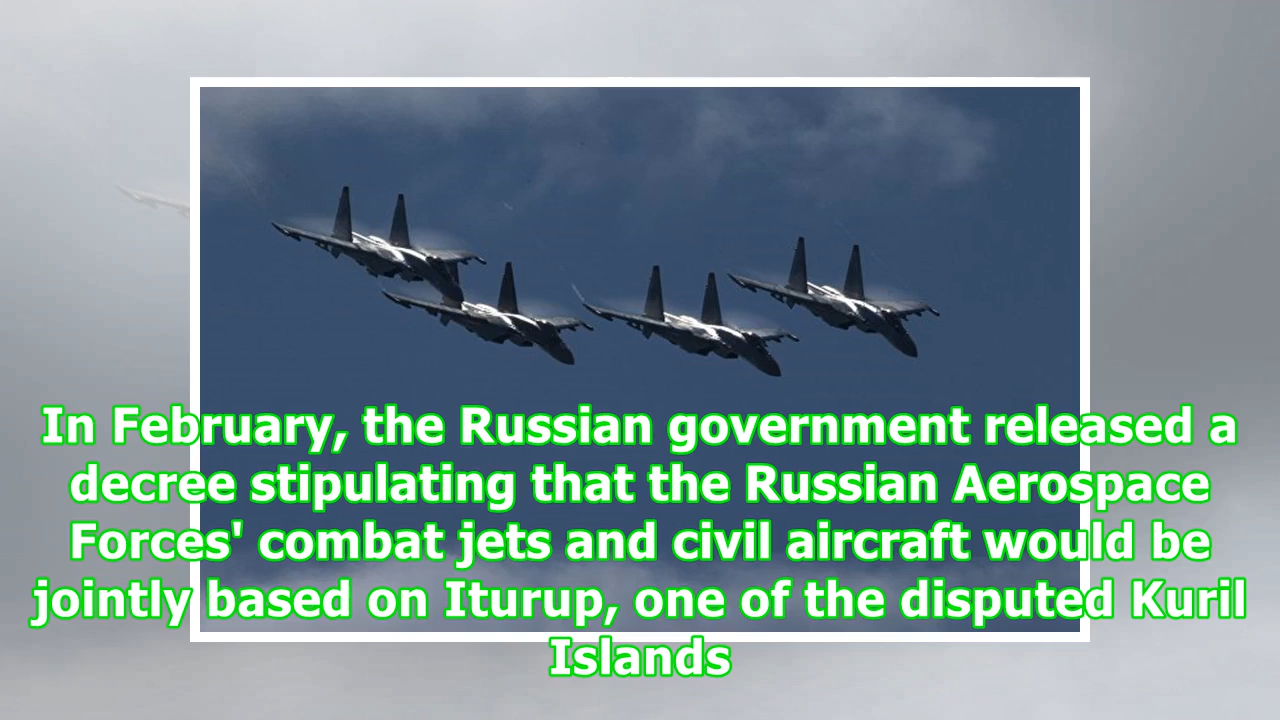 In February, the Russian government released a
decree stipulating that the Russian Aerospace
Forces' combat jets and civil aircraft would be
jointly based on Iturup, one of the disputed Kuril
Islands